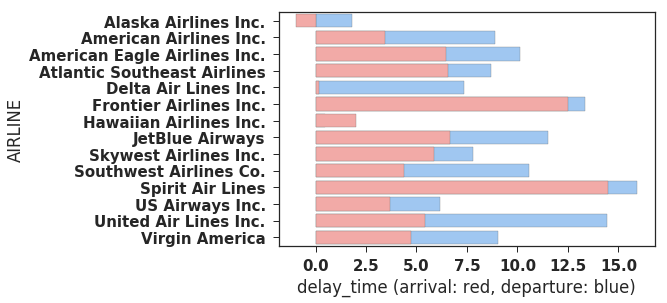 AIRLINE
Alaska Airlines Inc.
American Airlines Inc.
American Eagle Airlines Inc.
Atlantic Southeast Airlines
Delta Air Lines Inc.
Frontier Airlines Inc.
Hawaiian Airlines Inc.
JetBlue Airways
Skywest Airlines Inc.
Southwest Airlines Co.
Spirit Air Lines
US Airways Inc.
United Air Lines Inc.
Virgin America
0.0 2.5 5.0 7.5 10.0 12.5 15.0
delay_time (arrival: red, departure: blue)